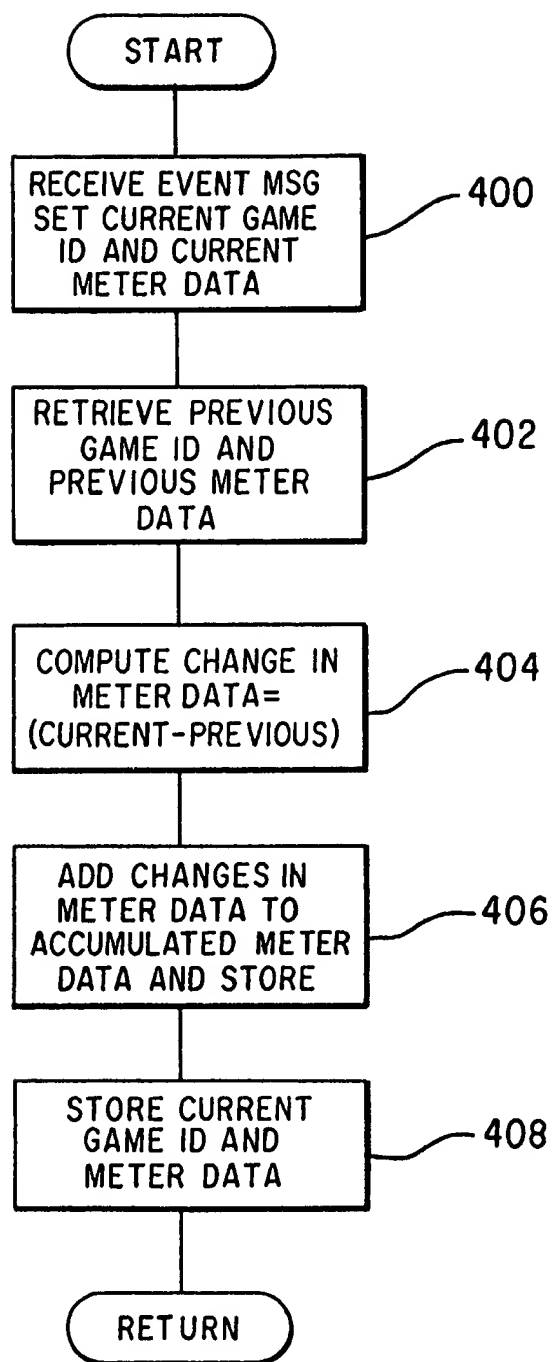 START
RECEIVE EVENT MSG
SET CURRENT GAME
ID AND CURRENT
METER DATA
400
RETRIEVE PREVIOUS
GAME ID AND
PREVIOUS METER
DATA
402
COMPUTE CHANGE IN
METER DATA=
(CURRENT-PREVIOUS)
404
ADD CHANGES IN
METER DATA TO
ACCUMULATED METER
DATA AND STORE
406
STORE CURRENT
GAME ID AND
METER DATA
408
RETURN